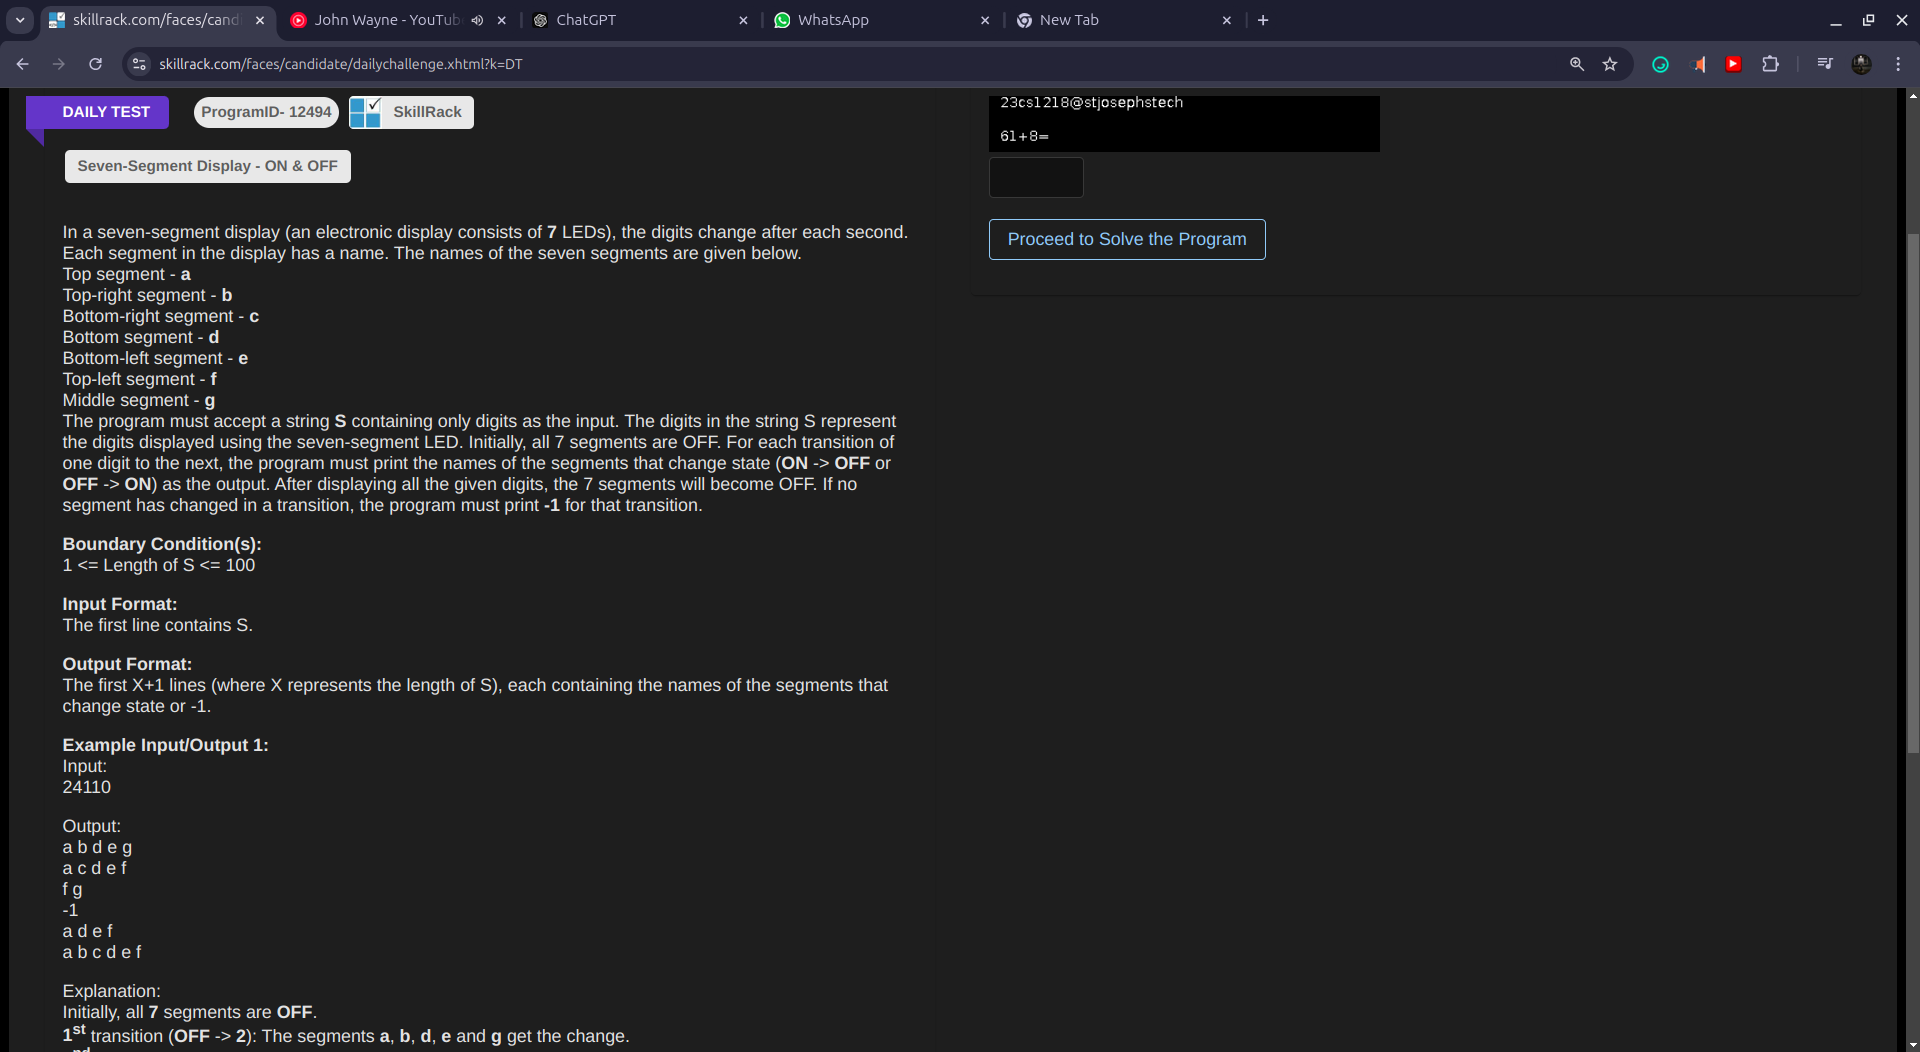 skillrack.com/faces/cand
John Wayne - YouTub
ChatGPT
WhatsApp
New Tab
skillrack.com/faces/candidate/dailychallenge.xhtml?k=DT
DAILY TEST
ProgramID- 12494
SkillRack
Seven-Segment Display - ON & OFF
In a seven-segment display (an electronic display consists of 7 LEDs), the digits change after each second.
Each segment in the display has a name. The names of the seven segments are given below.
Top segment - a
Top-right segment - b
Bottom-right segment - c
Bottom segment - d
Bottom-left segment - e
Top-left segment - f
Middle segment - g
The program must accept a string S containing only digits as the input. The digits in the string S represent
the digits displayed using the seven-segment LED. Initially, all 7 segments are OFF. For each transition of
one digit to the next, the program must print the names of the segments that change state (ON -> OFF or
OFF -> ON) as the output. After displaying all the given digits, the 7 segments will become OFF. If no
segment has changed in a transition, the program must print -1 for that transition.
Boundary Condition(s):
1 <= Length of S <= 100
Input Format:
The first line contains S.
Output Format:
The first X+1 lines (where X represents the length of S), each containing the names of the segments that
change state or -1.
Example Input/Output 1:
Input:
24110
Output:
a b d e g
a c d e f
f g
-1
a d e f
a b c d e f
Explanation:
Initially, all 7 segments are OFF.
1st transition (OFF -> 2): The segments a, b, d, e and g get the change.
23cs1218@stjosephstech
61+8=
Proceed to Solve the Program